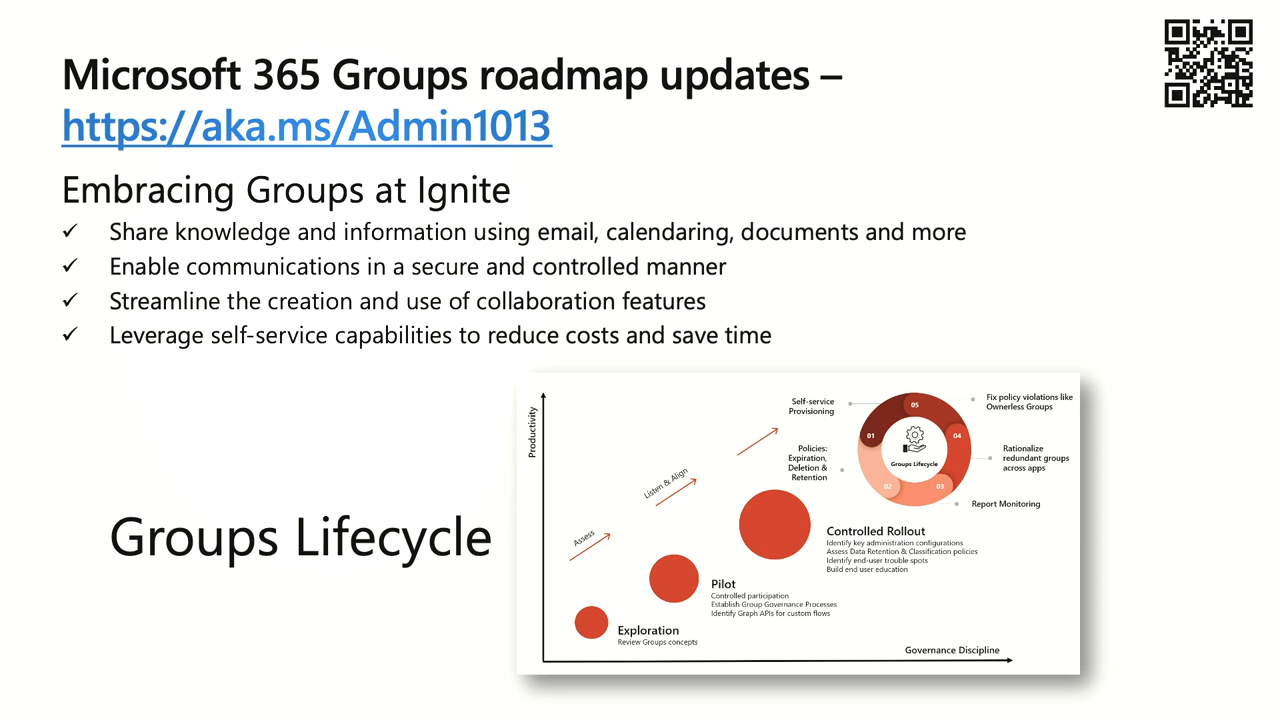 Microsoft 365 Groups roadmap updates –
https://aka.ms/Admin1013
Embracing Groups at Ignite
✓ Share knowledge and information using email, calendaring, documents and more
✓ Enable communications in a secure and controlled manner
✓ Streamline the creation and use of collaboration features
✓ Leverage self-service capabilities to reduce costs and save time
Groups Lifecycle
Productivity
Assess
Listen & Align
Exploration
Review Groups concepts
Pilot
Controlled participation
Establish Group Governance Processes
Identify Graph APIs for custom flows
Controlled Rollout
Identify key administration configurations
Assess Data Retention & Classification policies
Identify end-user trouble spots
Build end user education
Self-service
Provisioning
Policies:
Expiration,
Deletion &
Retention
01
02
03
04
05
Groups Lifecycle
Fix policy violations like
Ownerless Groups
Rationalize
redundant groups
across apps
Report Monitoring
Governance Discipline